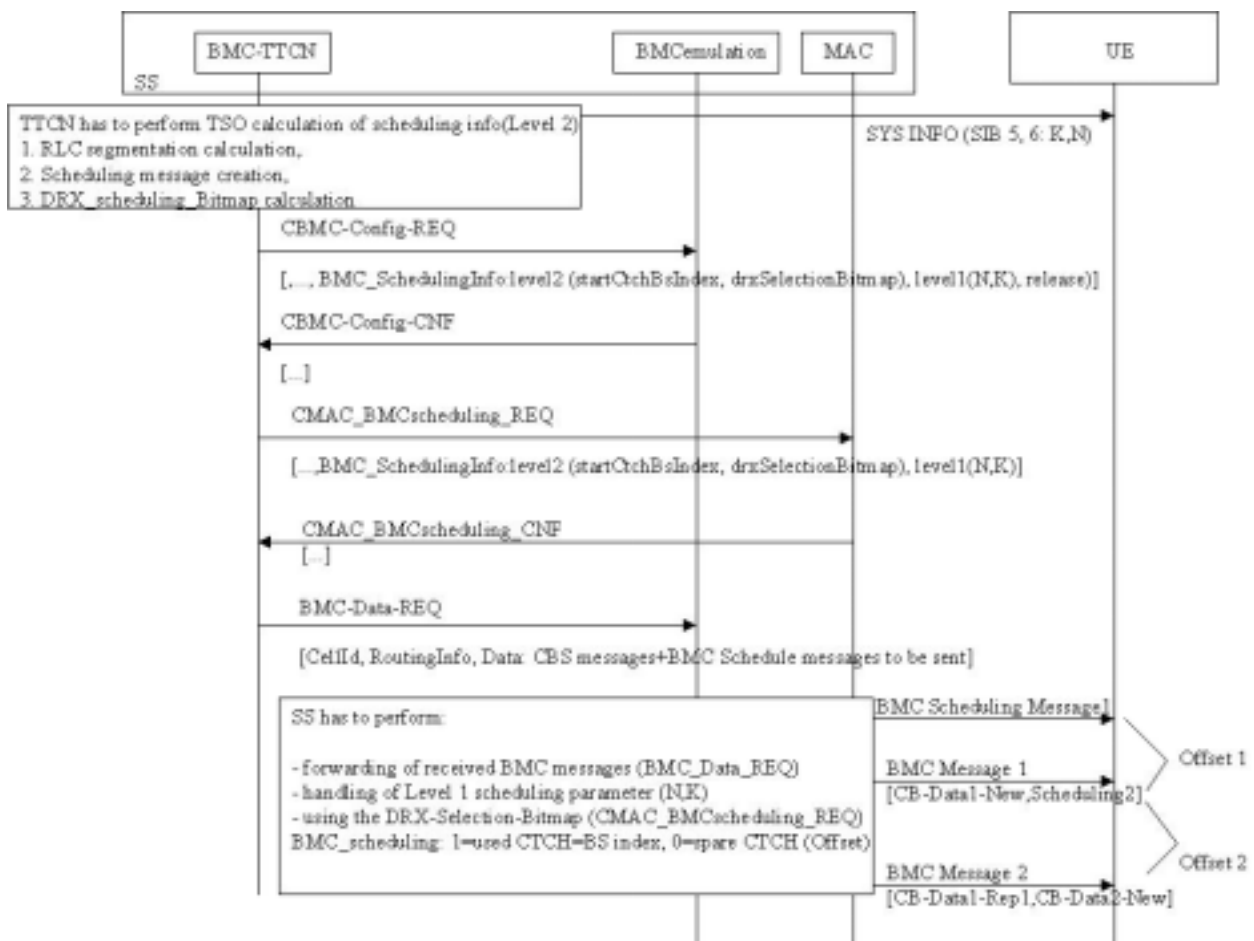 BMC-TTCN
BMCemulation
MAC
UE
SS
TTCN has to perform TSO calculation of scheduling info(Level 2)
1. RLC segmentation calculation,
2. Scheduling message creation,
3. DRX_scheduling_Bitmap calculation
SYS INFO (SIB 5, 6: K,N)
CBMC-Config-REQ
[,..., BMC_SchedulingInfo:level2 (startCtchBsIndex, drxSelectionBitmap), level1(N,K), release)]
CBMC-Config-CNF
[...]
CMAC_BMCscheduling_REQ
[...,BMC_SchedulingInfo:level2 (startCtchBsIndex, drxSelectionBitmap), level1(N,K)]
CMAC_BMCscheduling_CNF
[...]
BMC-Data-REQ
[CellId, RoutingInfo, Data: CBS messages+BMC Schedule messages to be sent]
SS has to perform:
- forwarding of received BMC messages (BMC_Data_REQ)
- handling of Level 1 scheduling parameter (N,K)
- using the DRX-Selection-Bitmap (CMAC_BMCscheduling_REQ)
BMC_scheduling: 1=used CTCH=BS index, 0=spare CTCH (Offset)
[BMC Scheduling Message]
Offset 1
BMC Message 1
[CB-Data1-New,Scheduling2]
Offset 2
BMC Message 2
[CB-Data1-Rep1,CB-Data2-New]